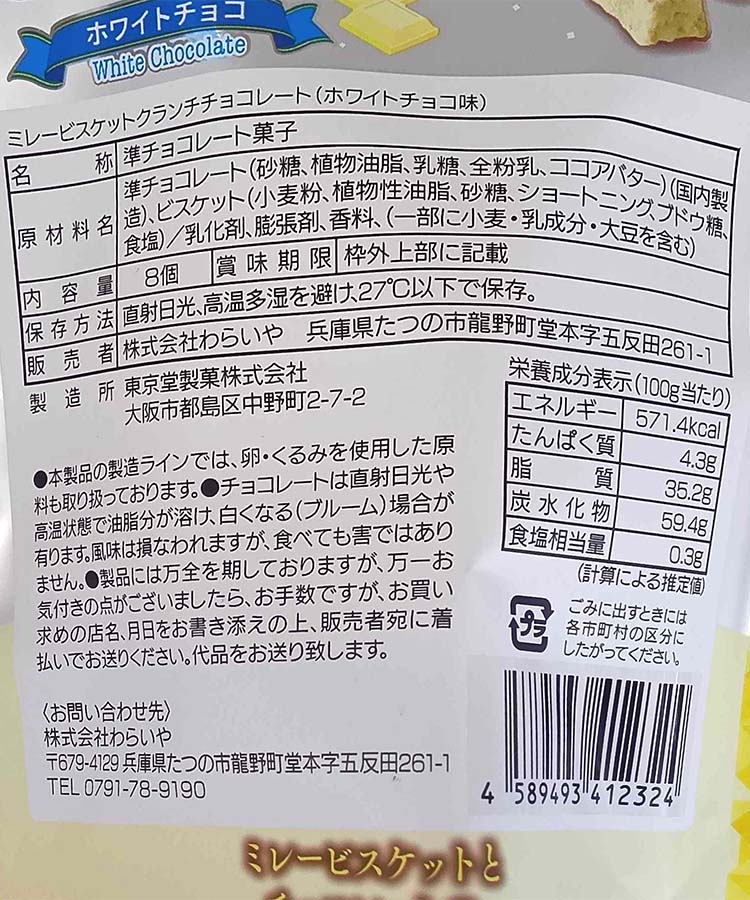 ホワイトチョコ
White Chocolate
ミレービスケットクランチチョコレート(ホワイトチョコ味)
名称 準チョコレート菓子
原材料名 準チョコレート(砂糖、植物油脂、乳糖、全粉乳、ココアバター)(国内製
造)、ビスケット(小麦粉、植物性油脂、砂糖、ショートニング、ブドウ糖、
食塩)／乳化剤、膨張剤、香料、(一部に小麦・乳成分・大豆を含む)
内容量 8個 賞味期限 枠外上部に記載
保存方法 直射日光、高温多湿を避け、27℃以下で保存。
販売者 株式会社わらいや 兵庫県たつの市龍野町堂本字五反田261-1
製造所 東京堂製菓株式会社
大阪市都島区中野町2-7-2
栄養成分表示(100g当たり)
エネルギー 571.4kcal
たんぱく質 4.3g
脂質 35.2g
炭水化物 59.4g
食塩相当量 0.3g
(計算による推定値)
●本製品の製造ラインでは、卵・くるみを使用した原
料も取り扱っております。●チョコレートは直射日光や
高温状態で油脂分が溶け、白くなる(ブルーム)場合が
有ります。風味は損なわれますが、食べても害ではあり
ません。●製品には万全を期しておりますが、万一お
気付きの点がございましたら、お手数ですが、お買い
求めの店名、月日をお書き添えの上、販売者宛に着
払いでお送りください。代品をお送り致します。
プラ
ごみに出すときには
各市町村の区分に
したがってください。
〈お問い合わせ先〉
株式会社わらいや
〒679-4129 兵庫県たつの市龍野町堂本字五反田261-1
TEL 0791-78-9190
4 589493 412324
ミレービスケットと